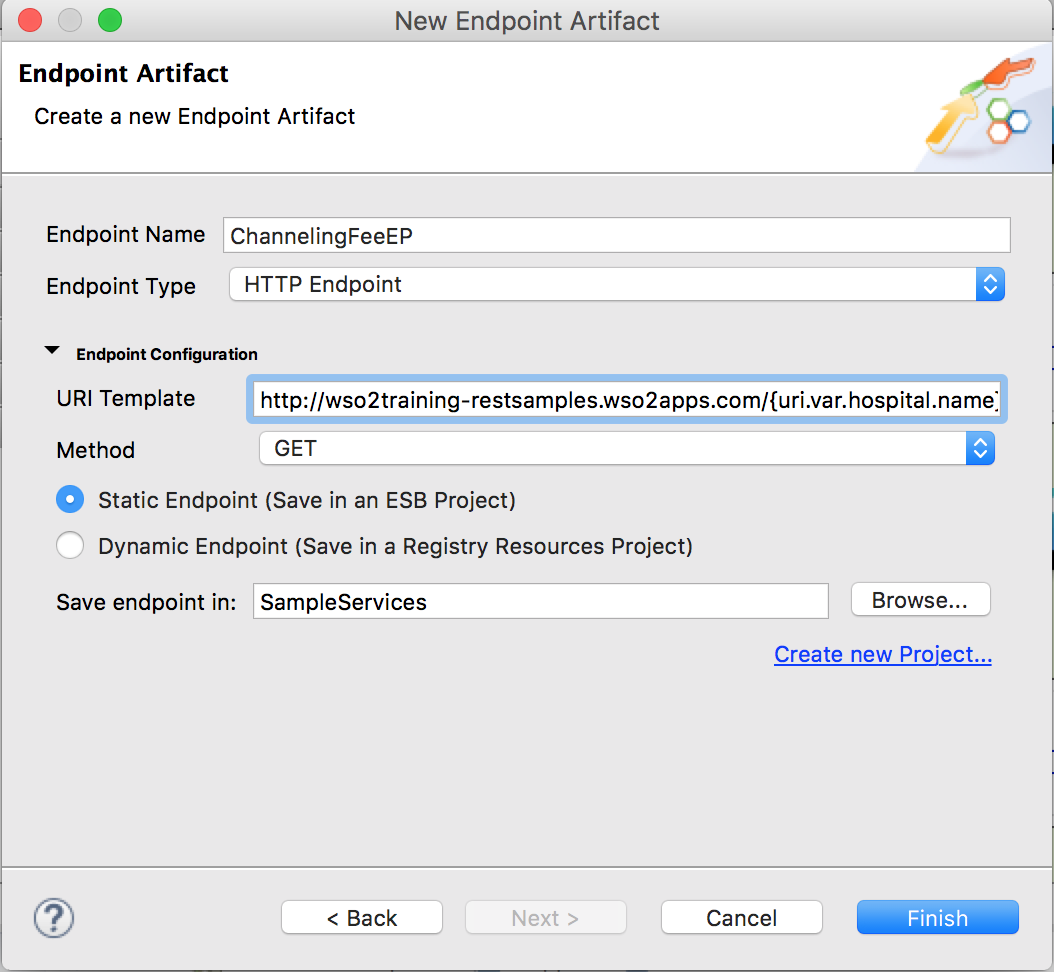 New Endpoint Artifact
Endpoint Artifact
Create a new Endpoint Artifact
Endpoint Name ChannelingFeeEP
Endpoint Type HTTP Endpoint
Endpoint Configuration
URI Template http://wso2training-restsamples.wso2apps.com/{uri.var.hospital.name}
Method GET
Static Endpoint (Save in an ESB Project)
Dynamic Endpoint (Save in a Registry Resources Project)
Save endpoint in: SampleServices Browse...
Create new Project...
? < Back Next > Cancel Finish